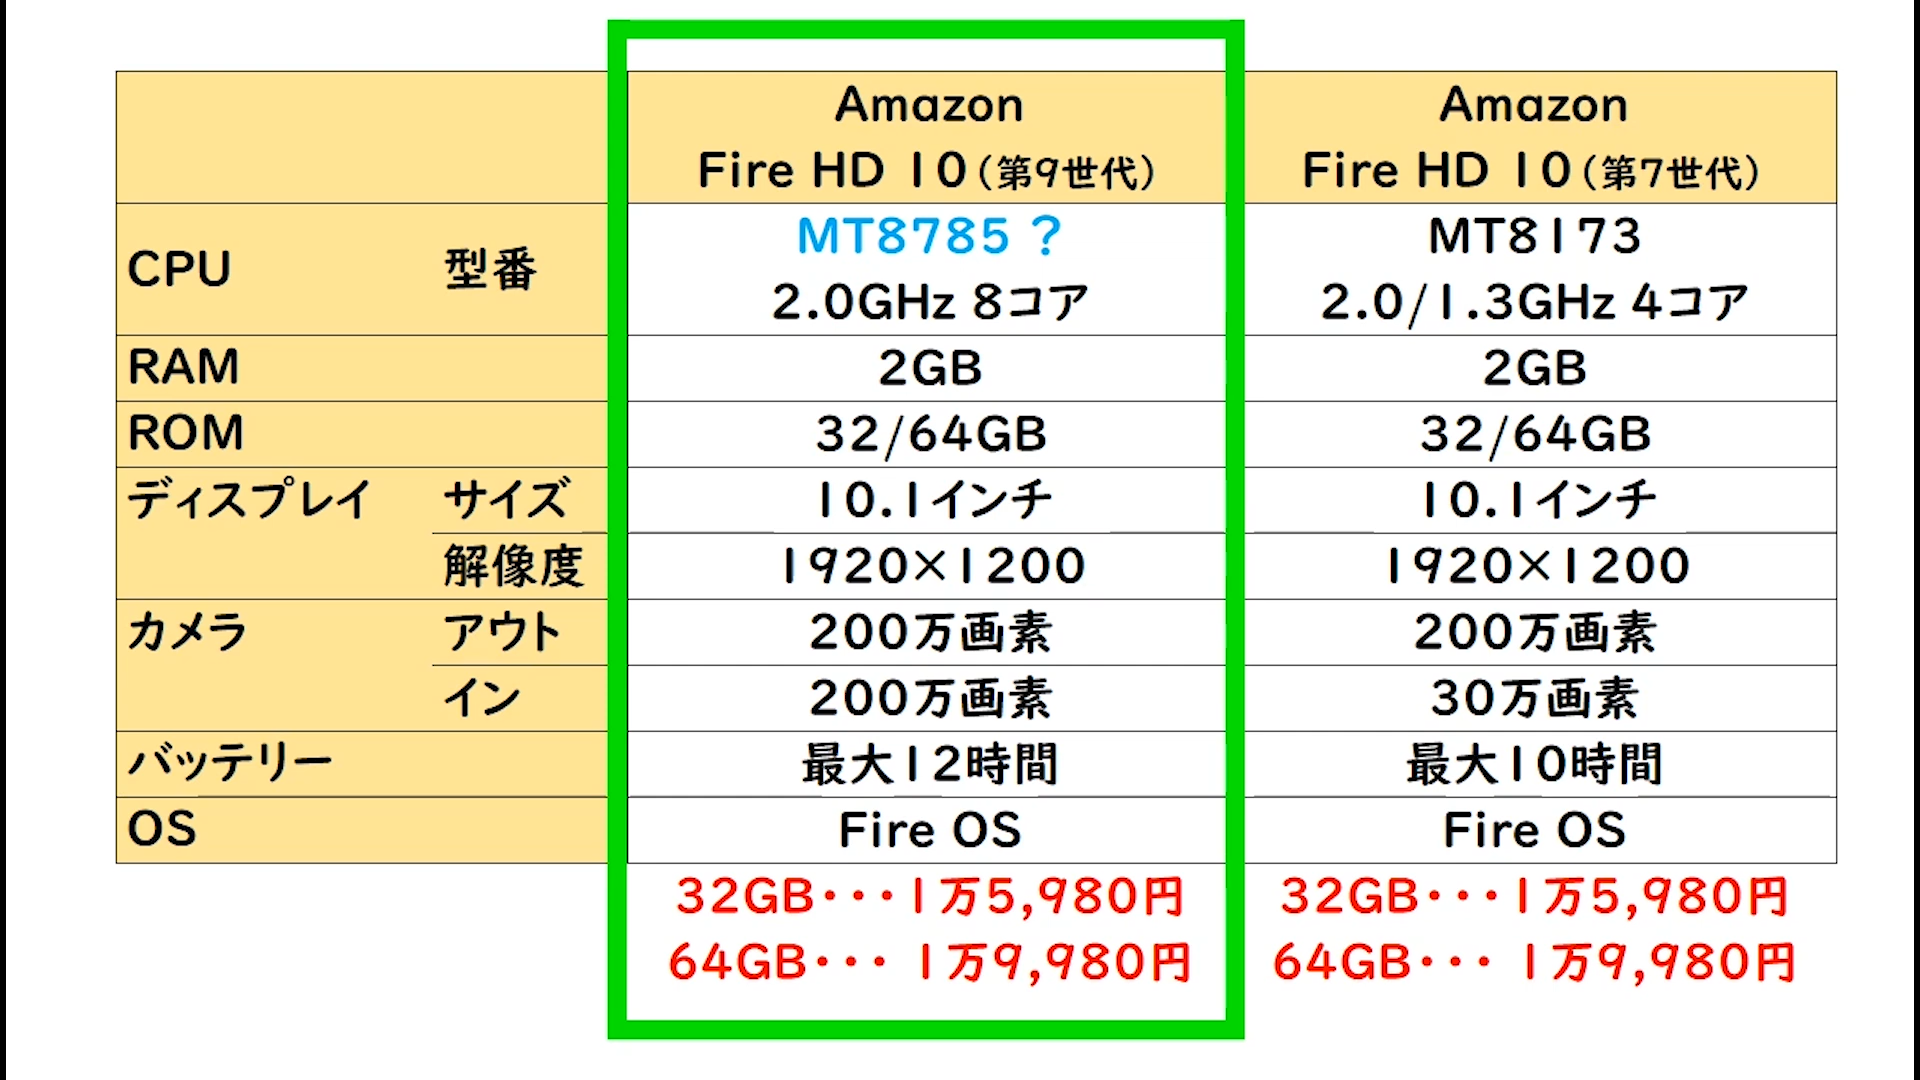 Amazon Amazon
Fire HD 10（第9世代） Fire HD 10（第7世代）
CPU 型番 MT8785？ MT8173
2.0GHz 8コア 2.0/1.3GHz 4コア
RAM 2GB 2GB
ROM 32/64GB 32/64GB
ディスプレイ サイズ 10.1インチ 10.1インチ
解像度 1920×1200 1920×1200
カメラ アウト 200万画素 200万画素
イン 200万画素 30万画素
バッテリー 最大12時間 最大10時間
OS Fire OS Fire OS
32GB･･･1万5,980円 32GB･･･1万5,980円
64GB･･･ 1万9,980円 64GB･･･ 1万9,980円